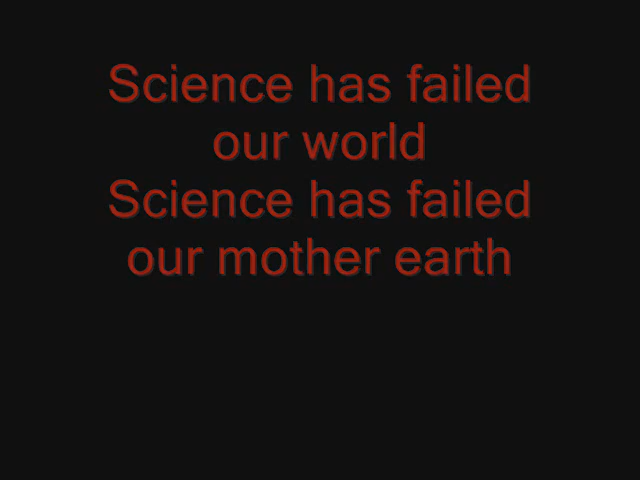 Science has failed
our world
Science has failed
our mother earth